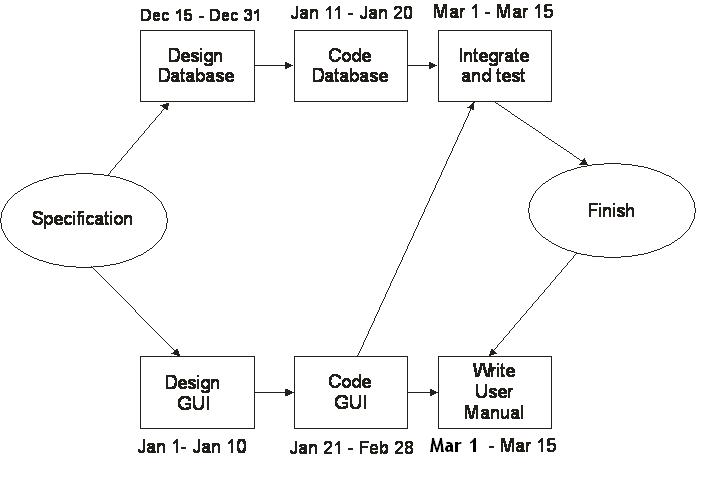 Dec 15 - Dec 31
Jan 11 - Jan 20
Mar 1 - Mar 15
Design
Database
Code
Database
Integrate
and test
Specification
Finish
Design
GUI
Code
GUI
Write
User
Manual
Jan 1- Jan 10
Jan 21 - Feb 28
Mar 1 - Mar 15